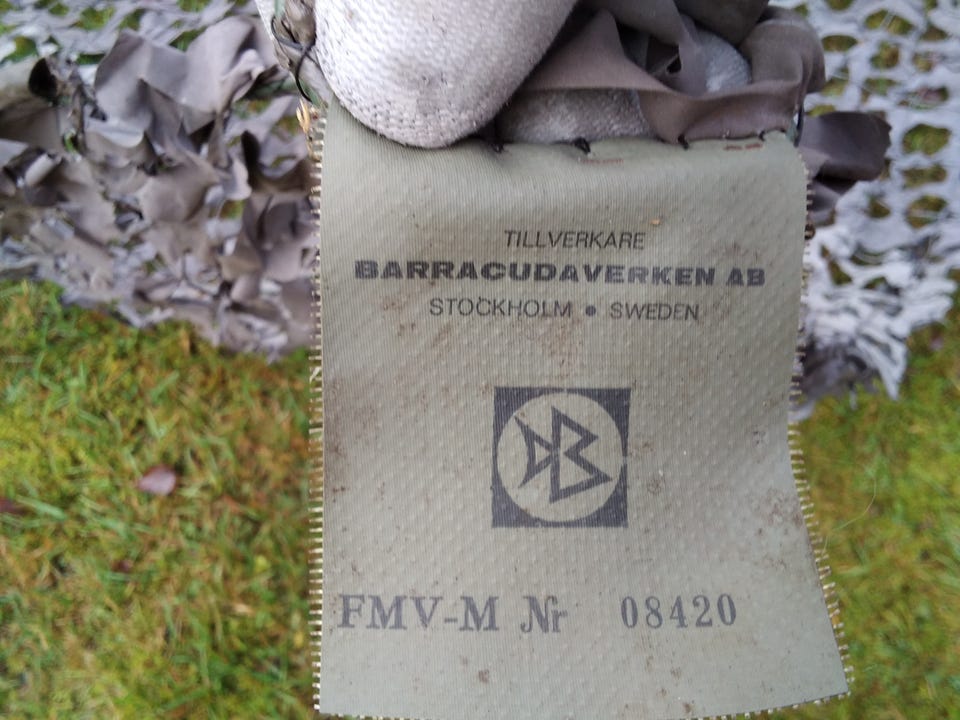 TILLVERKARE
BARRACUDAVERKEN AB
STOCKHOLM • SWEDEN
FMV-M Nr 08420